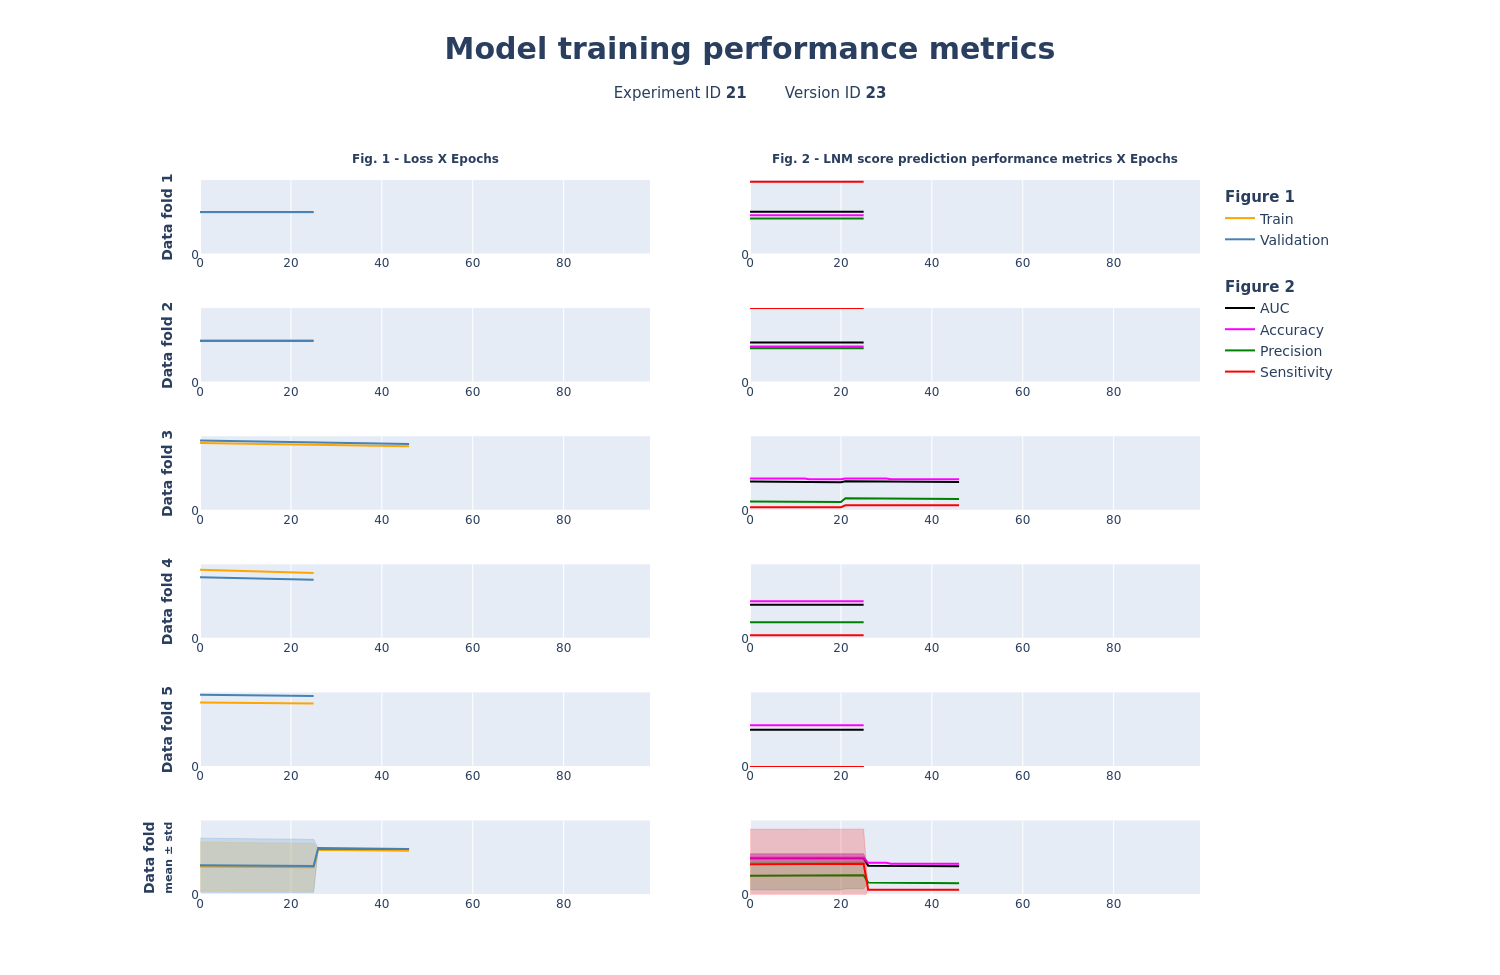 Model training performance metrics
Experiment ID 21 Version ID 23
Fig. 1 - Loss X Epochs
Fig. 2 - LNM score prediction performance metrics X Epochs
Data fold 1
0
0 20 40 60 80
0
0 20 40 60 80
Data fold 2
0
0 20 40 60 80
0
0 20 40 60 80
Data fold 3
0
0 20 40 60 80
0
0 20 40 60 80
Data fold 4
0
0 20 40 60 80
0
0 20 40 60 80
Data fold 5
0
0 20 40 60 80
0
0 20 40 60 80
Data fold
mean ± std
0
0 20 40 60 80
0
0 20 40 60 80
Figure 1
Train
Validation
Figure 2
AUC
Accuracy
Precision
Sensitivity